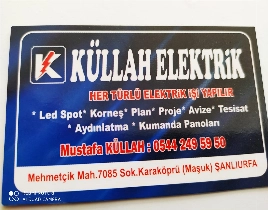 KÜLLAH ELEKTRİK
HER TÜRLÜ ELEKTRİK İŞİ YAPILIR
* Led Spot* Korneş* Plan* Proje* Avize* Tesisat
* Aydınlatma * Kumanda Panoları
Mustafa KÜLLAH : 0544 249 59 50
Mehmetçik Mah.7085 Sok.Karaköprü (Maşuk) ŞANLIURFA